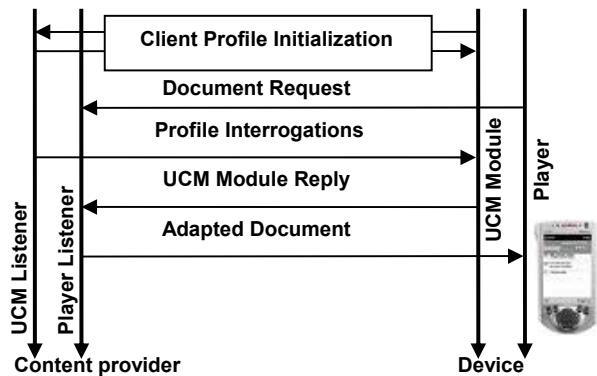 Client Profile Initialization
Document Request
Profile Interrogations
UCM Module Reply
Adapted Document
UCM Listener
Player Listener
UCM Module
Player
Content provider
Device